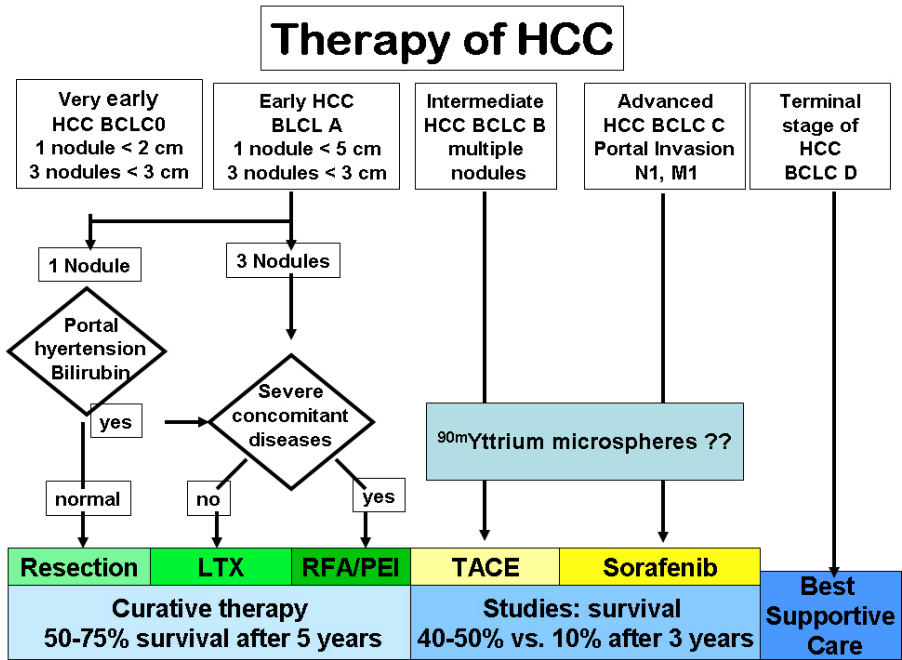 Therapy of HCC
Very early
HCC BCLC0
1 nodule < 2 cm
3 nodules < 3 cm
Early HCC
BLCL A
1 nodule < 5 cm
3 nodules < 3 cm
Intermediate
HCC BCLC B
multiple
nodules
Advanced
HCC BCLC C
Portal Invasion
N1, M1
Terminal
stage of
HCC
BCLC D
1 Nodule
3 Nodules
Portal
hyertension
Bilirubin
Severe
concomitant
diseases
yes
90mYttrium microspheres ??
normal
no
yes
Resection
LTX
RFA/PEI
TACE
Sorafenib
Curative therapy
50-75% survival after 5 years
Studies: survival
40-50% vs. 10% after 3 years
Best
Supportive
Care